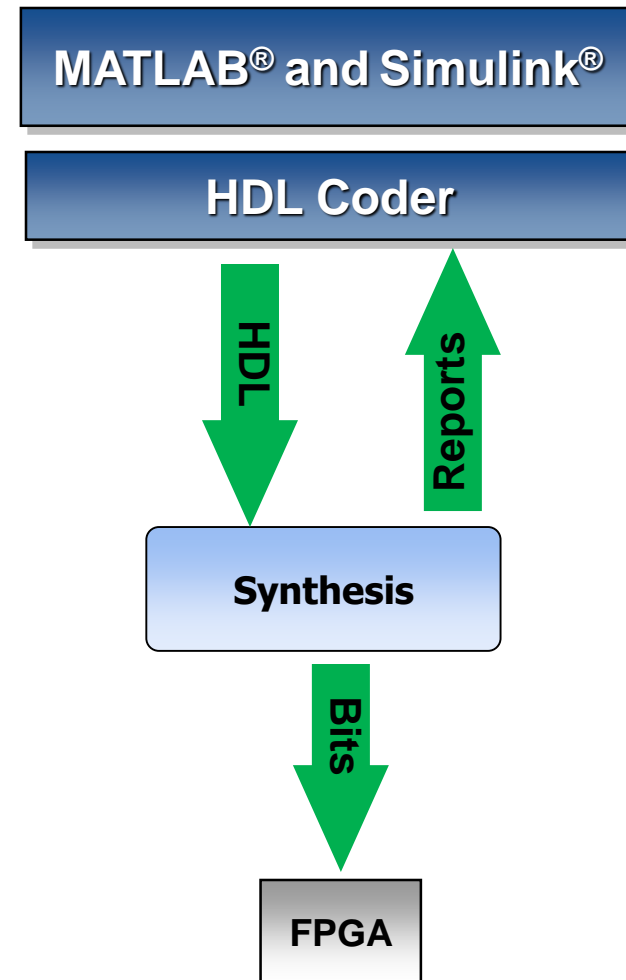 MATLAB® and Simulink®
HDL Coder
HDL
Reports
Synthesis
Bits
FPGA